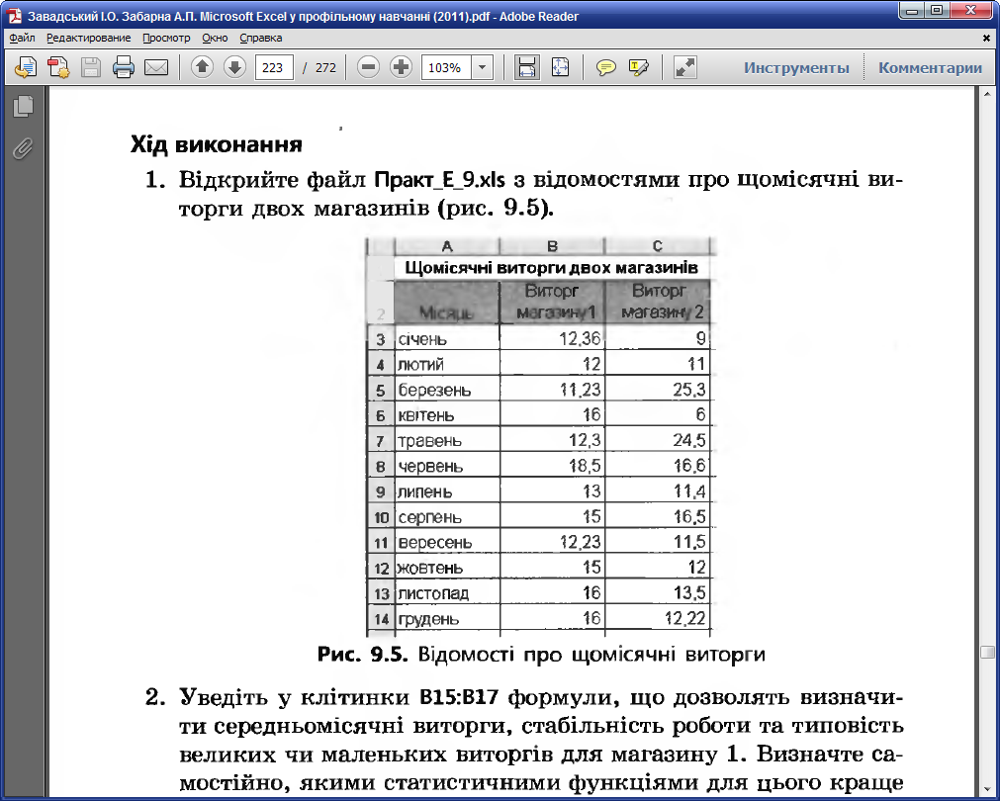 Завадський І.О. Забарна А.П. Microsoft Excel у профільному навчанні (2011).pdf - Adobe Reader
Файл Редактирование Просмотр Окно Справка
223 / 272 103% Инструменты Комментарии
Хід виконання
1. Відкрийте файл Практ_E_9.xls з відомостями про щомісячні ви-
торги двох магазинів (рис. 9.5).
A B C
Щомісячні виторги двох магазинів
Виторг Виторг
2 Місяць магазину 1 магазину 2
3 січень 12,36 9
4 лютий 12 11
5 березень 11,23 25,3
6 квітень 16 6
7 травень 12,3 24,5
8 червень 18,5 16,6
9 липень 13 11,4
10 серпень 15 16,5
11 вересень 12,23 11,5
12 жовтень 15 12
13 листопад 16 13,5
14 грудень 16 12,22
Рис. 9.5. Відомості про щомісячні виторги
2. Уведіть у клітинки B15:B17 формули, що дозволять визначи-
ти середньомісячні виторги, стабільність роботи та типовість
великих чи маленьких виторгів для магазину 1. Визначте са-
мостійно, якими статистичними функціями для цього краще